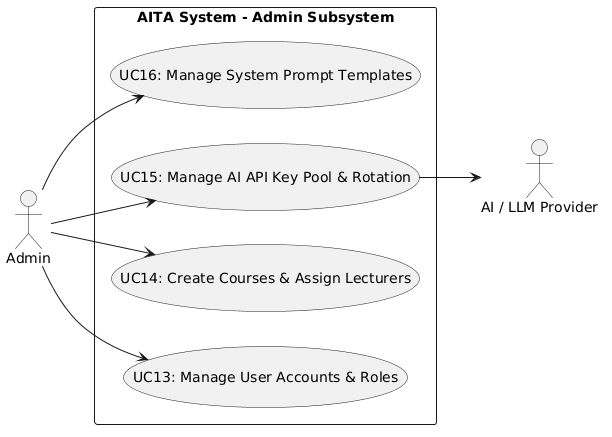 AITA System - Admin Subsystem
UC16: Manage System Prompt Templates
UC15: Manage AI API Key Pool & Rotation
AI / LLM Provider
Admin
UC14: Create Courses & Assign Lecturers
UC13: Manage User Accounts & Roles